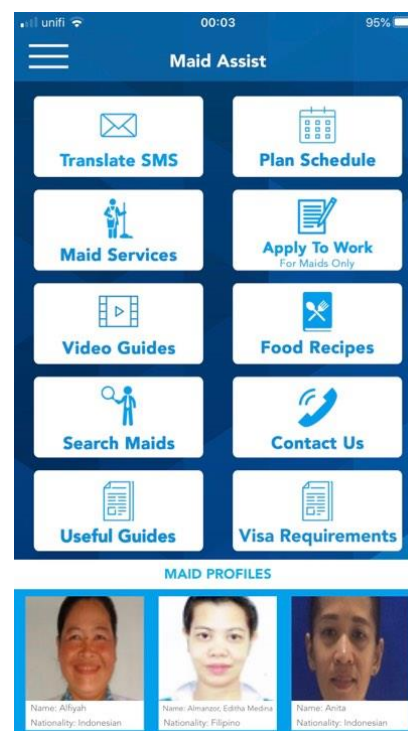 unifi 00:03 95%
Maid Assist
Translate SMS
Plan Schedule
Maid Services
Apply To Work
For Maids Only
Video Guides
Food Recipes
Search Maids
Contact Us
Useful Guides
Visa Requirements
MAID PROFILES
Name: Alfiyah
Nationality: Indonesian
Name: Almanzor, Editha Medina
Nationality: Filipino
Name: Anita
Nationality: Indonesian